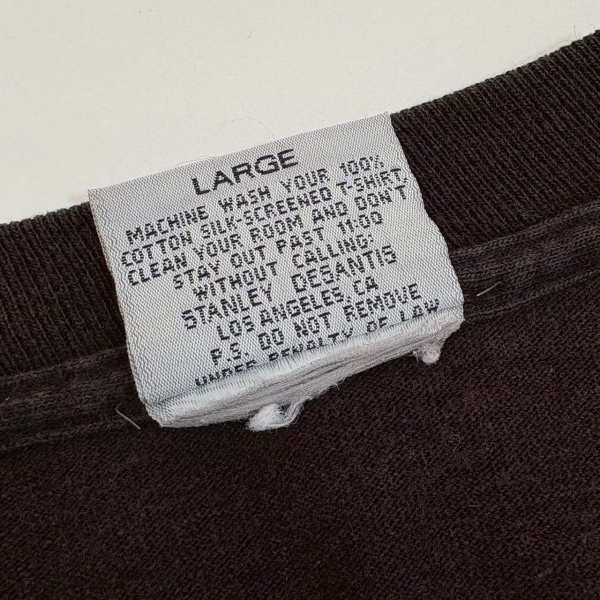 LARGE
MACHINE WASH YOUR 100%
COTTON SILK-SCREENED T-SHIRT,
CLEAN YOUR ROOM AND DON'T
STAY OUT PAST 11:00
WITHOUT CALLING:
STANLEY DESANTIS
LOS ANGELES, CA
P.S. DO NOT REMOVE
UNDER PENALTY OF LAW